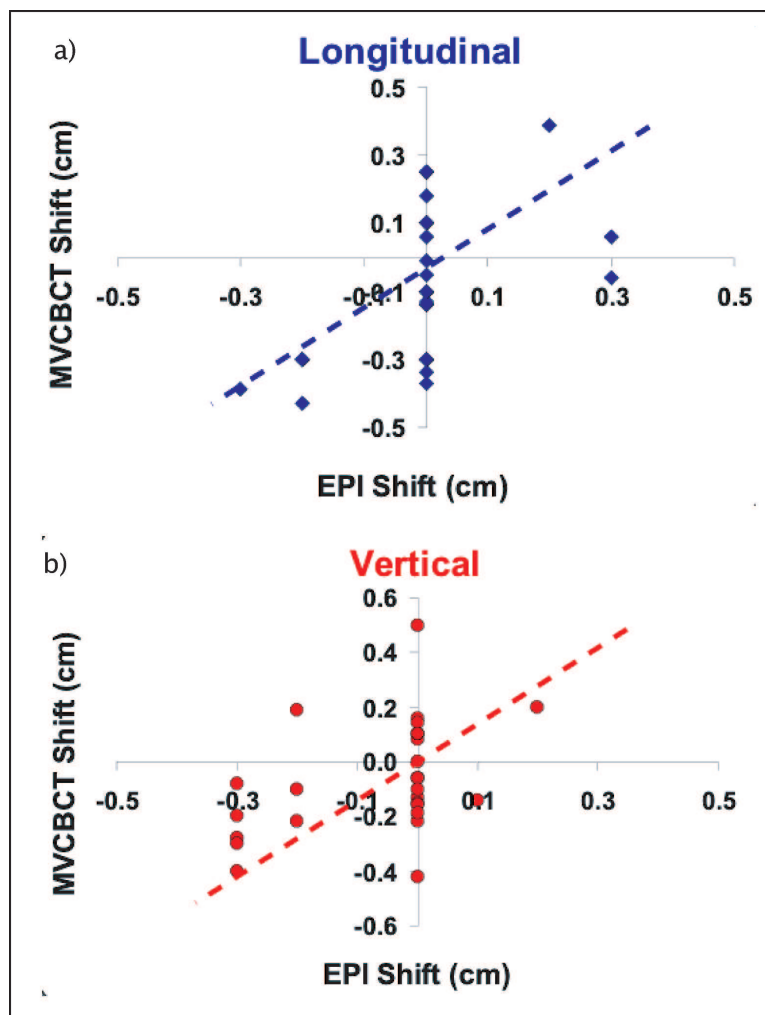 a)
Longitudinal
MVCBCT Shift (cm)
0.5
0.3
0.1
-0.5 -0.3 -0.1 0.1 0.3 0.5
-0.1
-0.3
-0.5
EPI Shift (cm)
b)
Vertical
MVCBCT Shift (cm)
0.6
0.4
0.2
0.0
-0.5 -0.3 -0.1 0.1 0.3 0.5
-0.2
-0.4
-0.6
EPI Shift (cm)